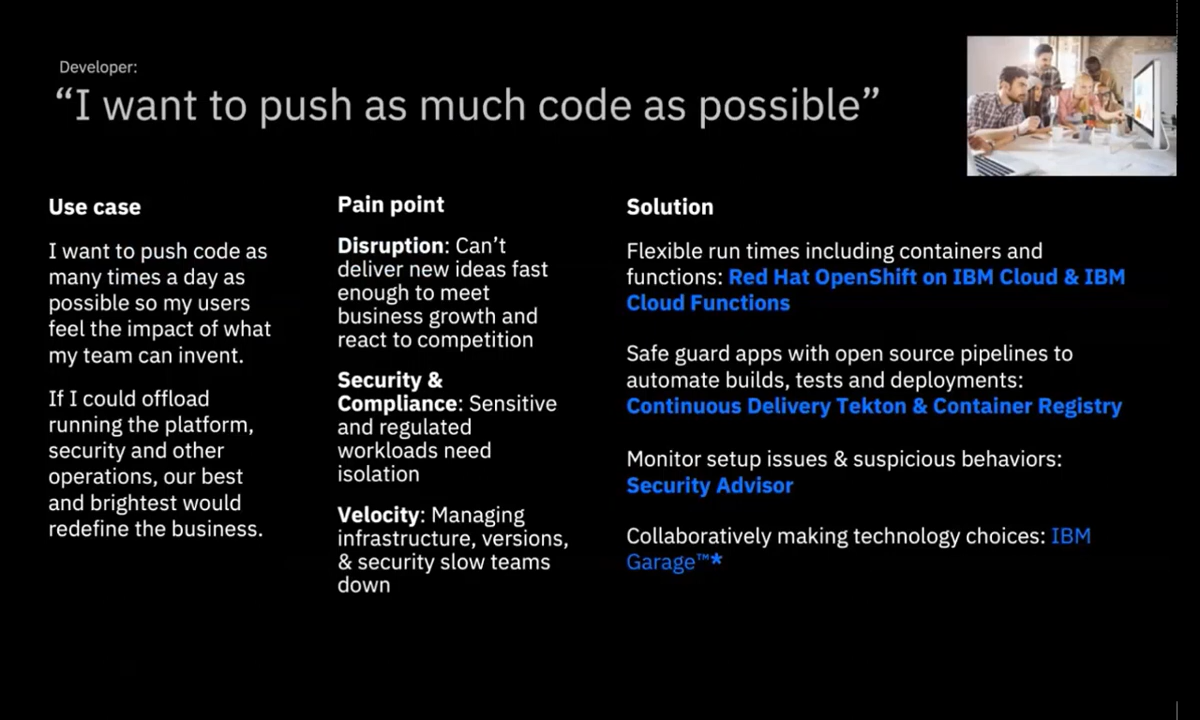 Developer:
“I want to push as much code as possible”
Use case
I want to push code as
many times a day as
possible so my users
feel the impact of what
my team can invent.
If I could offload
running the platform,
security and other
operations, our best
and brightest would
redefine the business.
Pain point
Disruption: Can’t
deliver new ideas fast
enough to meet
business growth and
react to competition
Security &
Compliance: Sensitive
and regulated
workloads need
isolation
Velocity: Managing
infrastructure, versions,
& security slow teams
down
Solution
Flexible run times including containers and
functions: Red Hat OpenShift on IBM Cloud & IBM
Cloud Functions
Safe guard apps with open source pipelines to
automate builds, tests and deployments:
Continuous Delivery Tekton & Container Registry
Monitor setup issues & suspicious behaviors:
Security Advisor
Collaboratively making technology choices: IBM
Garage™*